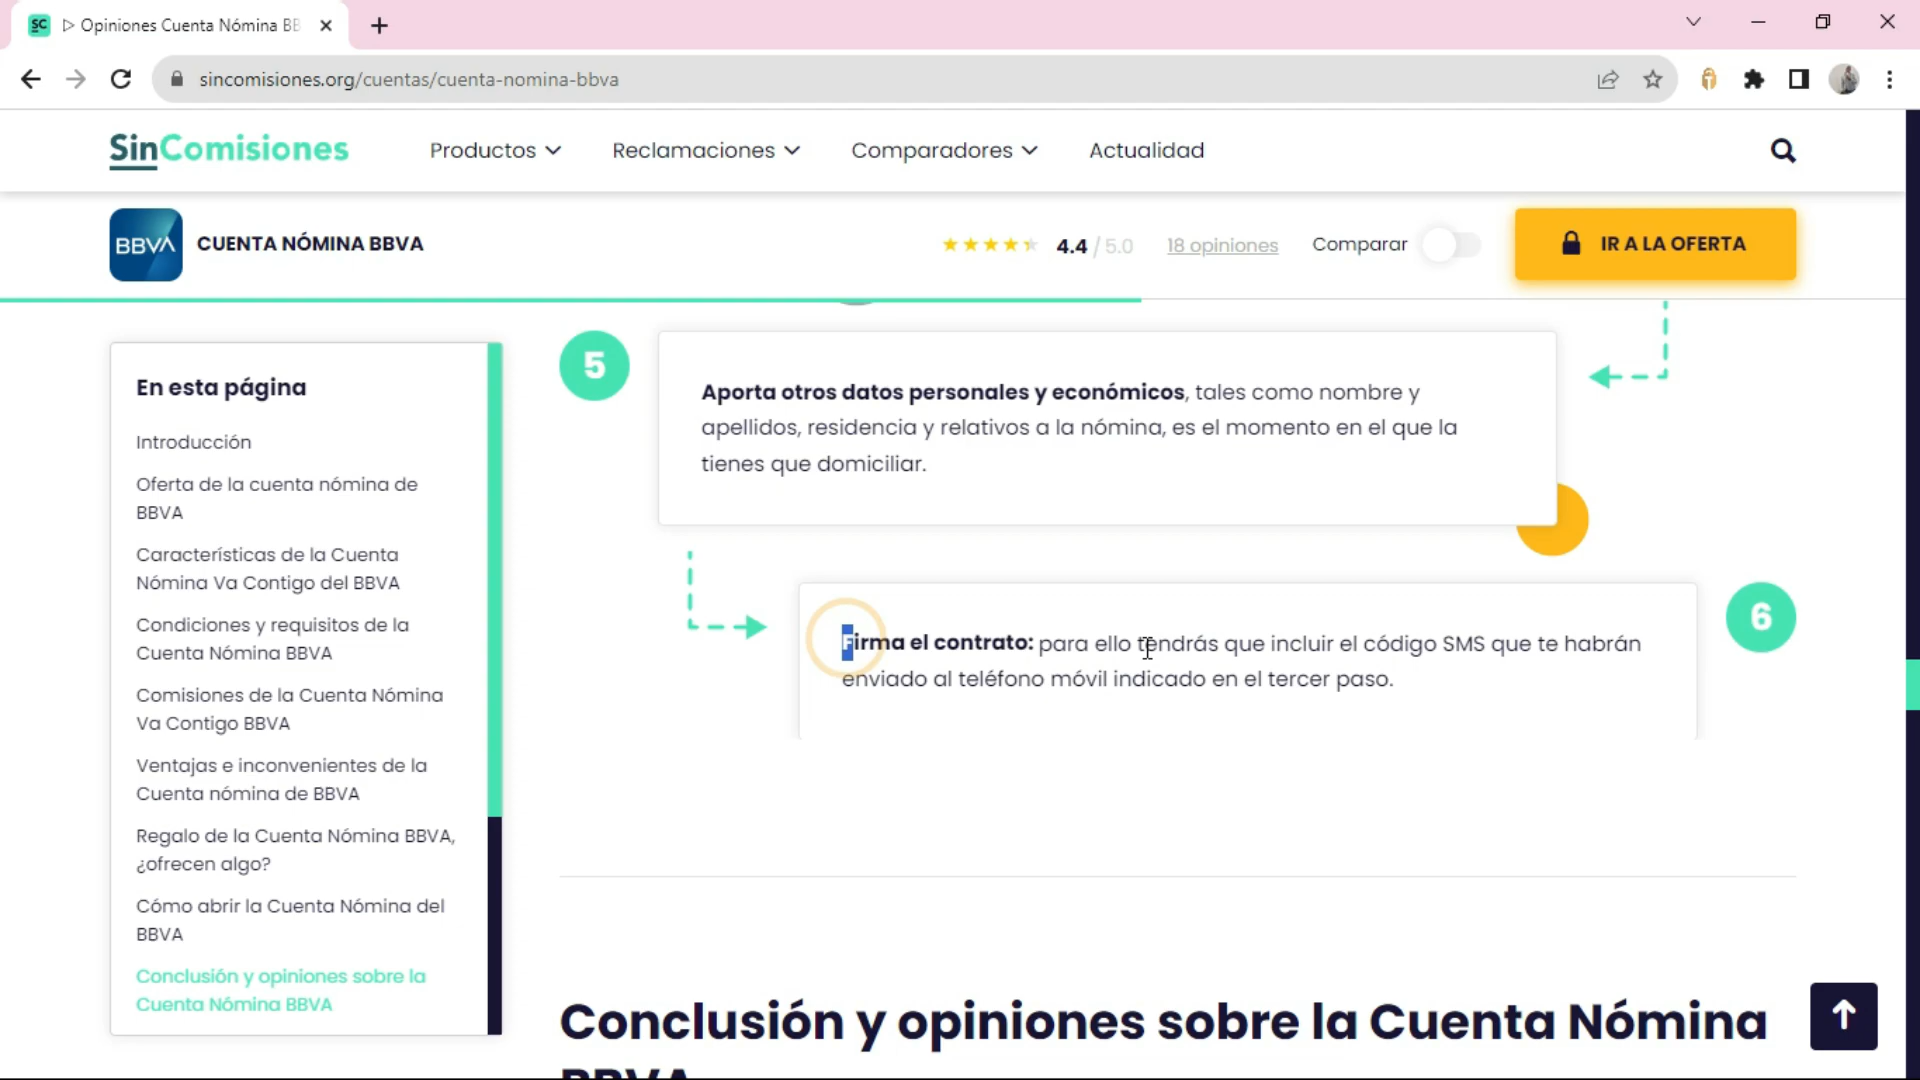 SC ▷ Opiniones Cuenta Nómina BB
sincomisiones.org/cuentas/cuenta-nomina-bbva
SinComisiones
Productos
Reclamaciones
Comparadores
Actualidad
BBVA
CUENTA NÓMINA BBVA
4.4 / 5.0
18 opiniones
Comparar
IR A LA OFERTA
En esta página
Introducción
Oferta de la cuenta nómina de
BBVA
Características de la Cuenta
Nómina Va Contigo del BBVA
Condiciones y requisitos de la
Cuenta Nómina BBVA
Comisiones de la Cuenta Nómina
Va Contigo BBVA
Ventajas e inconvenientes de la
Cuenta nómina de BBVA
Regalo de la Cuenta Nómina BBVA,
¿ofrecen algo?
Cómo abrir la Cuenta Nómina del
BBVA
Conclusión y opiniones sobre la
Cuenta Nómina BBVA
5
Aporta otros datos personales y económicos, tales como nombre y
apellidos, residencia y relativos a la nómina, es el momento en el que la
tienes que domiciliar.
6
Firma el contrato: para ello tendrás que incluir el código SMS que te habrán
enviado al teléfono móvil indicado en el tercer paso.
Conclusión y opiniones sobre la Cuenta Nómina
BBVA